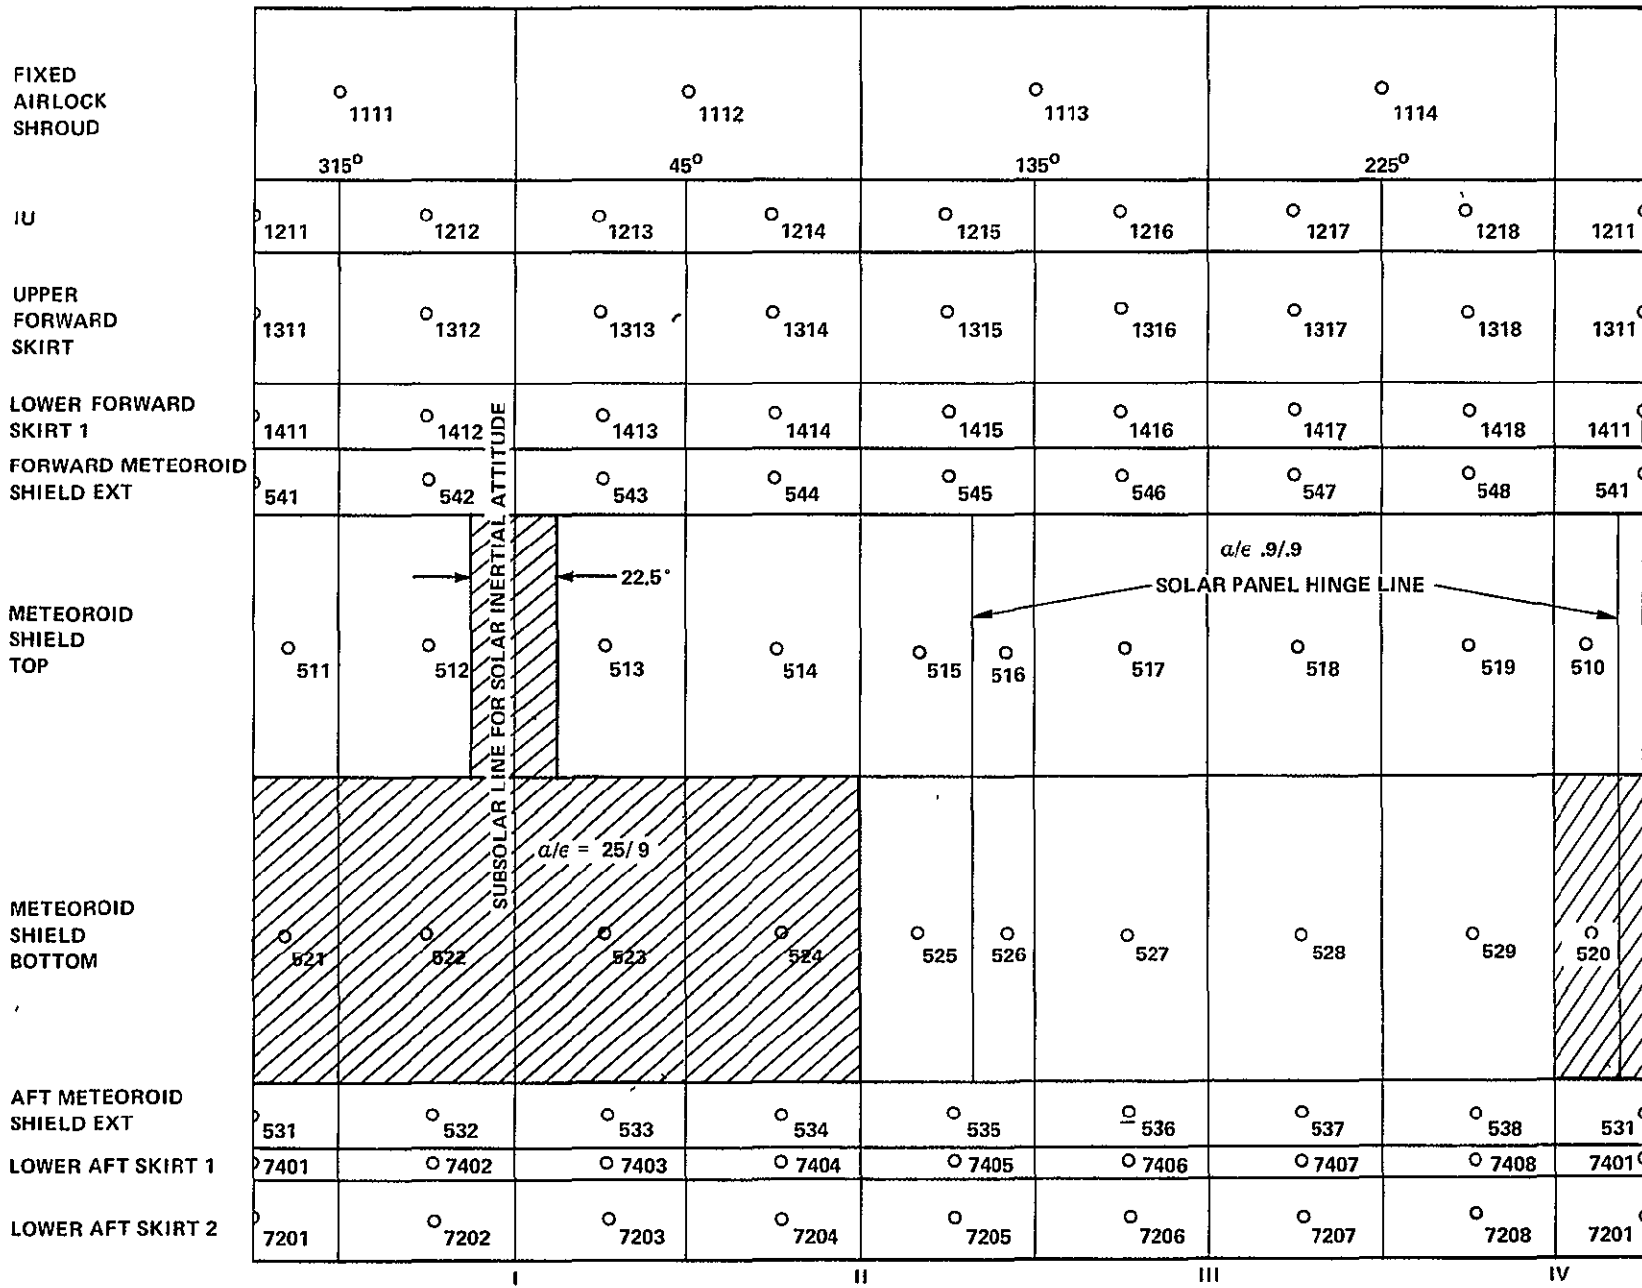 FIXED
AIRLOCK
SHROUD
1111 1112 1113 1114
315° 45° 135° 225°
IU
1211 1212 1213 1214 1215 1216 1217 1218 1211
UPPER
FORWARD
SKIRT
1311 1312 1313 1314 1315 1316 1317 1318 1311
LOWER FORWARD
SKIRT 1
1411 1412 1413 1414 1415 1416 1417 1418 1411
FORWARD METEOROID
SHIELD EXT
541 542 543 544 545 546 547 548 541
SUBSOLAR LINE FOR SOLAR INERTIAL ATTITUDE
a/ϵ .9/.9
22.5°
SOLAR PANEL HINGE LINE
METEOROID
SHIELD
TOP
511 512 513 514 515 516 517 518 519 510
a/ϵ = 25/ 9
METEOROID
SHIELD
BOTTOM
521 522 523 524 525 526 527 528 529 520
AFT METEOROID
SHIELD EXT
531 532 533 534 535 536 537 538 531
LOWER AFT SKIRT 1
7401 7402 7403 7404 7405 7406 7407 7408 7401
LOWER AFT SKIRT 2
7201 7202 7203 7204 7205 7206 7207 7208 7201
I II III IV